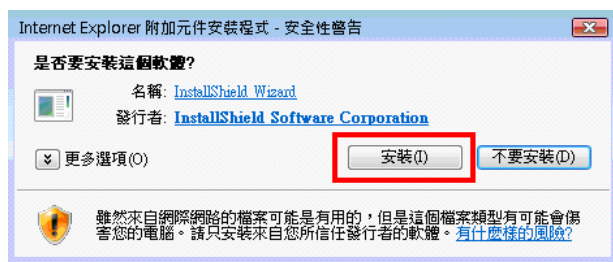 Internet Explorer 附加元件安裝程式 - 安全性警告
是否要安裝這個軟體?
名稱: InstallShield Wizard
發行者: InstallShield Software Corporation
更多選項(O)
安裝(I)
不要安裝(D)
雖然來自網際網路的檔案可能是有用的，但是這個檔案類型有可能會傷
害您的電腦。請只安裝來自您所信任發行者的軟體。有什麼樣的風險?